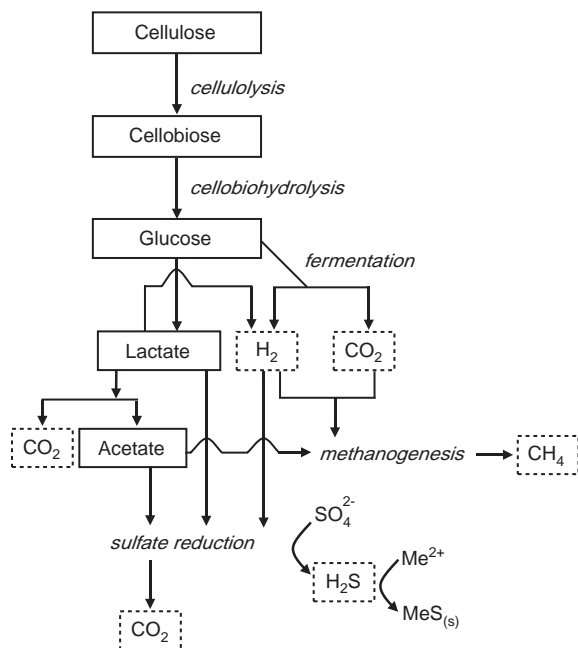 Cellulose
cellulolysis
Cellobiose
cellobiohydrolysis
Glucose
fermentation
Lactate
H₂
CO₂
CO₂
Acetate
methanogenesis
CH₄
SO₄²⁻
sulfate reduction
H₂S
Me²⁺
MeS₍s₎
CO₂